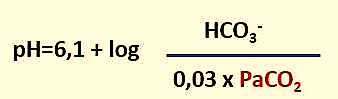 HCO₃⁻
pH=6,1 + log
0,03 x PaCO₂